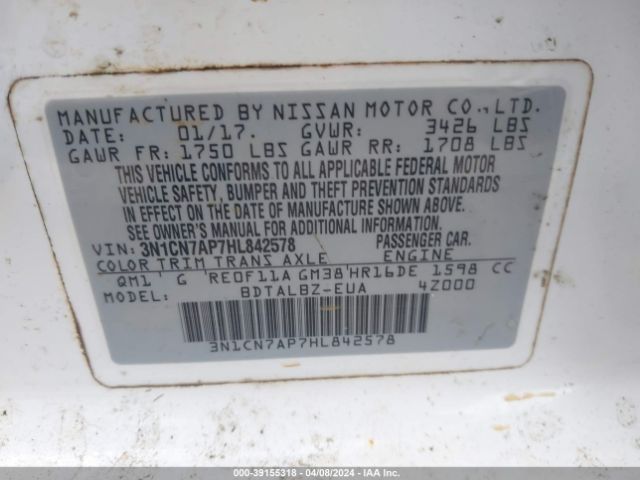 MANUFACTURED BY NISSAN MOTOR CO.,LTD.
DATE: 01/17. GVWR: 3426 LBS
GAWR FR: 1750 LBS GAWR RR: 1708 LBS
THIS VEHICLE CONFORMS TO ALL APPLICABLE FEDERAL MOTOR
VEHICLE SAFETY, BUMPER AND THEFT PREVENTION STANDARDS
IN EFFECT ON THE DATE OF MANUFACTURE SHOWN ABOVE.
SEE OWNER'S MANUAL FOR ADDITIONAL INFORMATION.
VIN: 3N1CN7AP7HL842578 PASSENGER CAR.
COLOR TRIM TRANS AXLE ENGINE
QM1 G RE0F11A GM38 HR16DE 1598 CC
MODEL: BDTALBZ-EUA 4Z000
3N1CN7AP7HL842578
Stock #: 39155318 | 04/08/2024 | IAA Inc.